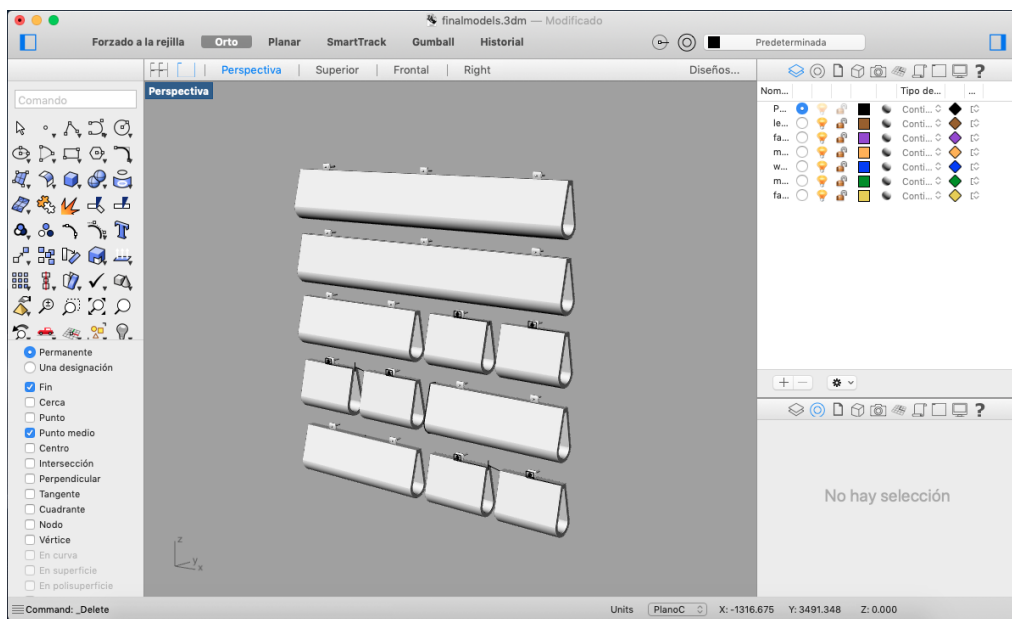 finalmodels.3dm — Modificado
Forzado a la rejilla Orto Planar SmartTrack Gumball Historial Predeterminada
Perspectiva | Superior | Frontal | Right Diseños...
Comando
Perspectiva
Nom... Tipo de... ...
P... Conti...
le... Conti...
fa... Conti...
m... Conti...
w... Conti...
m... Conti...
fa... Conti...
Permanente
Una designación
Fin
Cerca
Punto
Punto medio
Centro
Intersección
Perpendicular
Tangente
Cuadrante
Nodo
Vértice
En curva
En superficie
En polisuperficie
No hay selección
z
y
x
Command: _Delete Units PlanoC X: -1316.675 Y: 3491.348 Z: 0.000